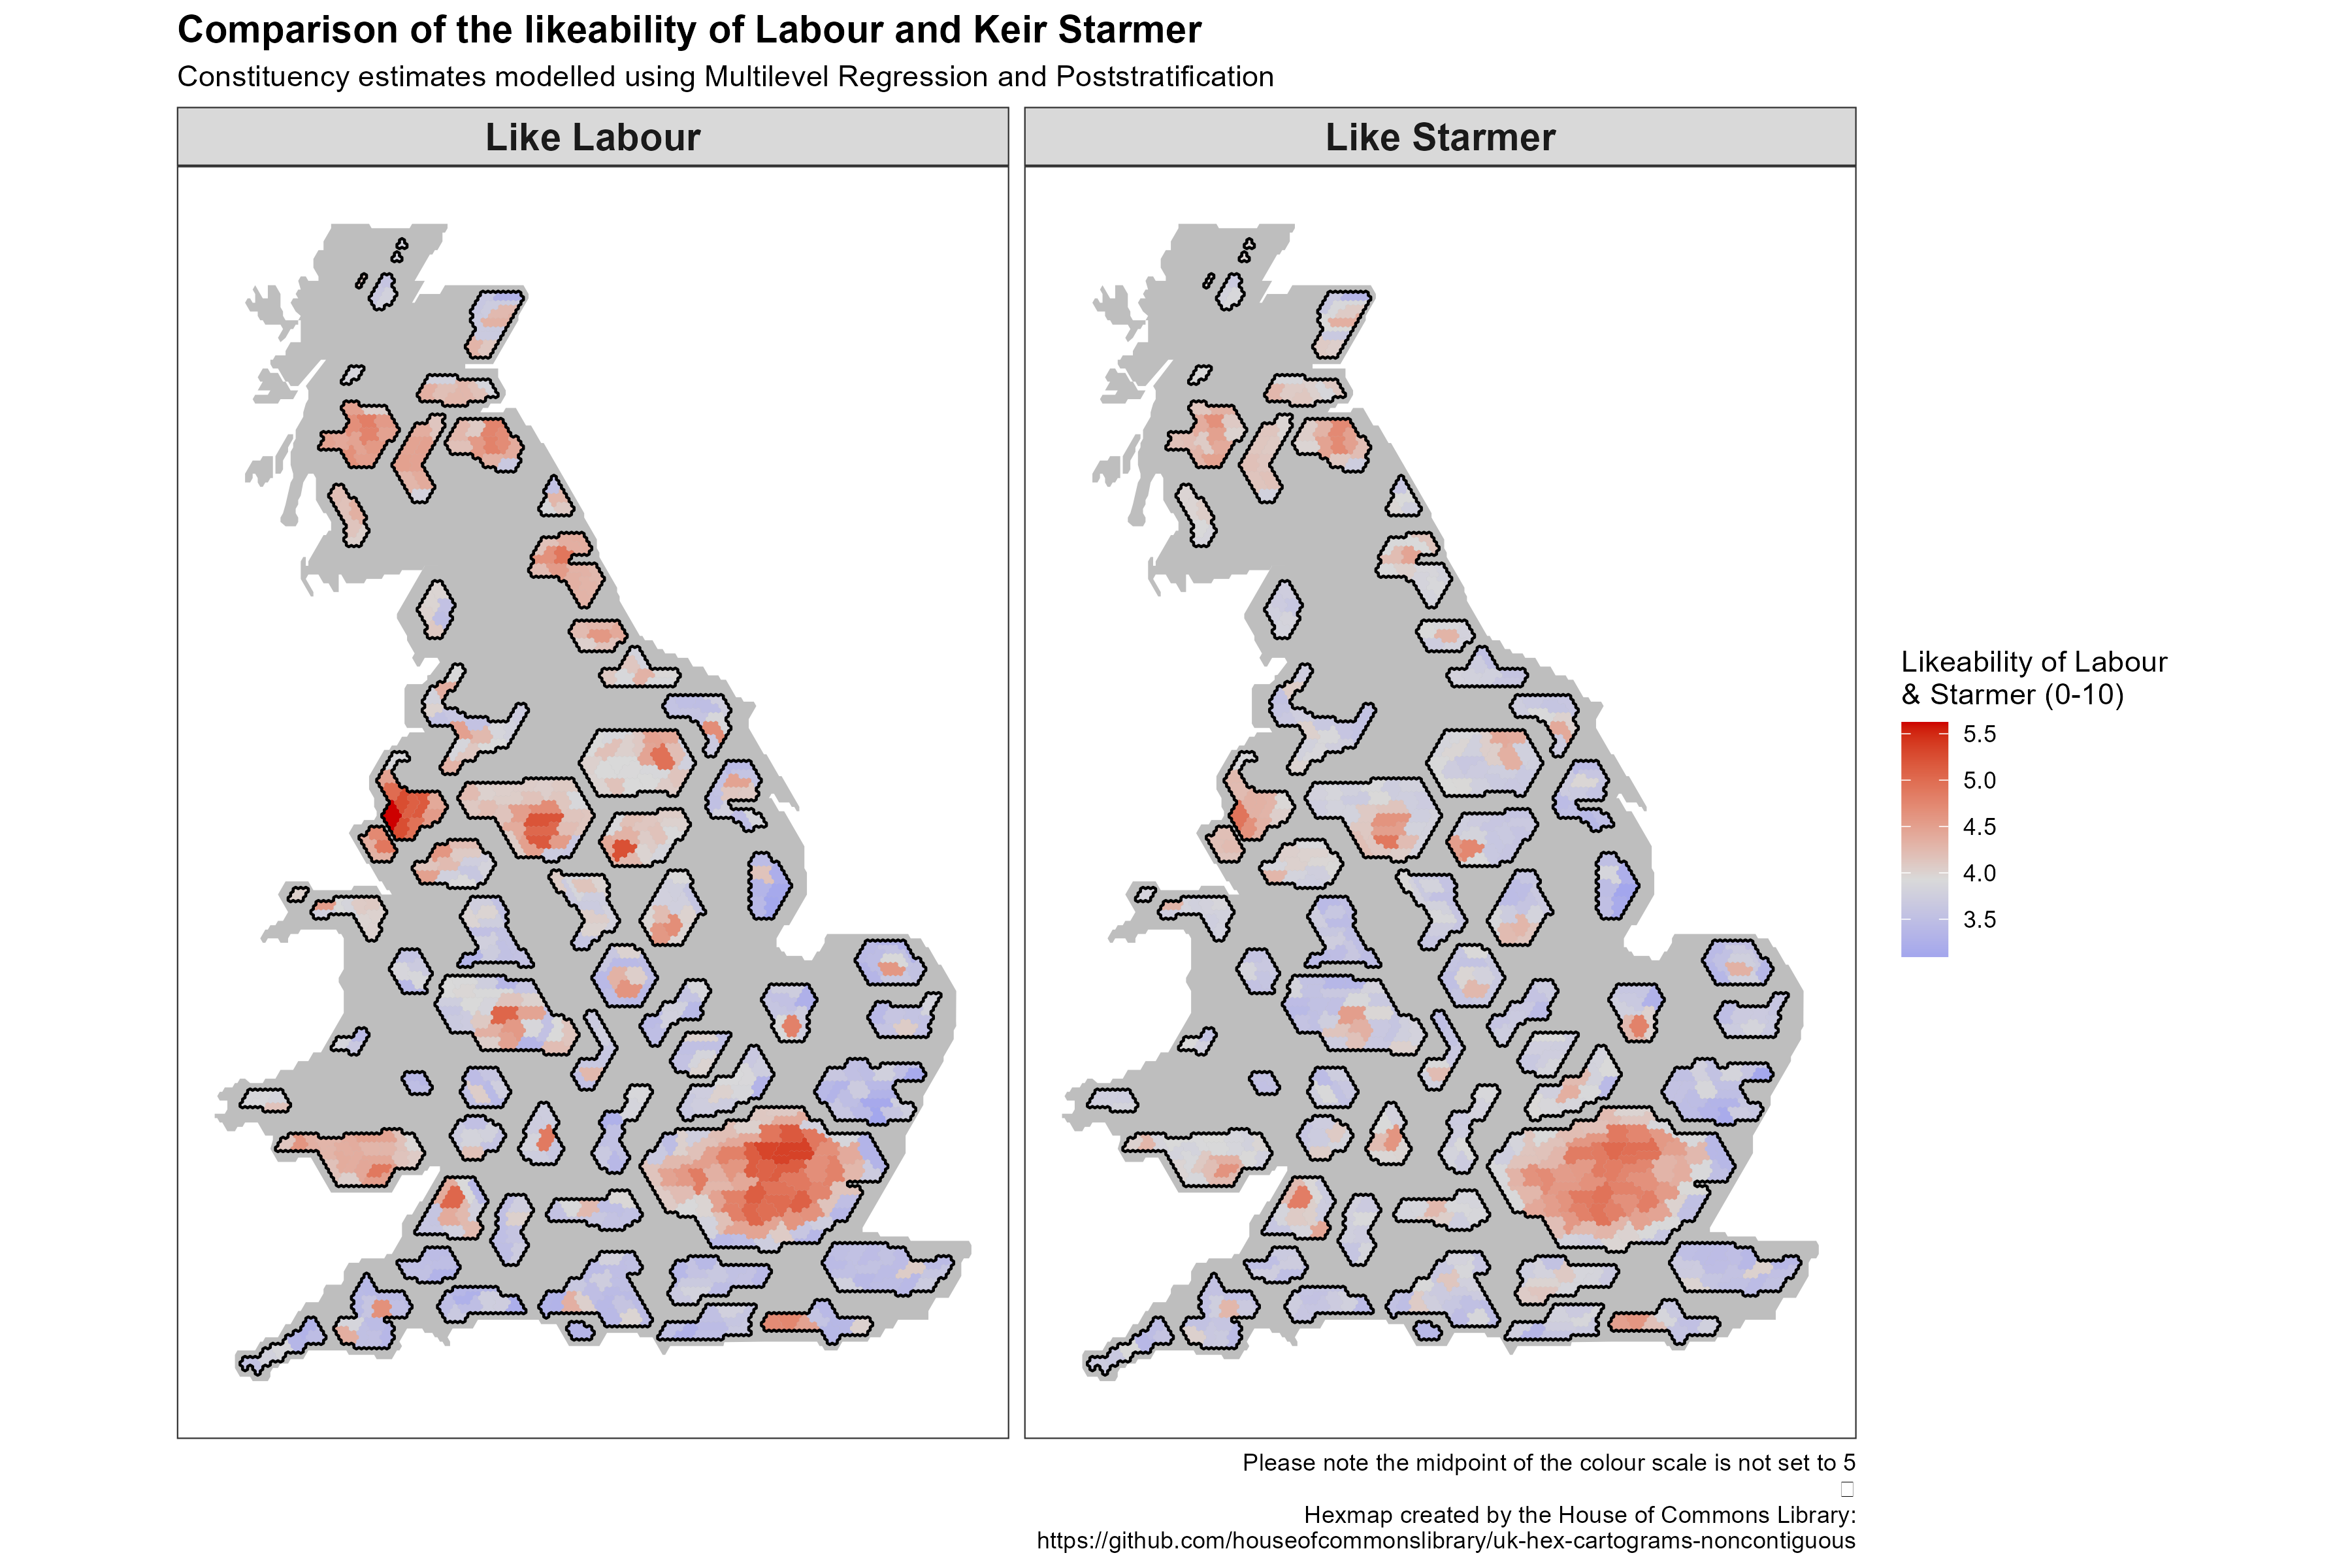 Comparison of the likeability of Labour and Keir Starmer
Constituency estimates modelled using Multilevel Regression and Poststratification
Like Labour
Like Starmer
Likeability of Labour
& Starmer (0-10)
5.5
5.0
4.5
4.0
3.5
Please note the midpoint of the colour scale is not set to 5
Hexmap created by the House of Commons Library:
https://github.com/houseofcommonslibrary/uk-hex-cartograms-noncontiguous